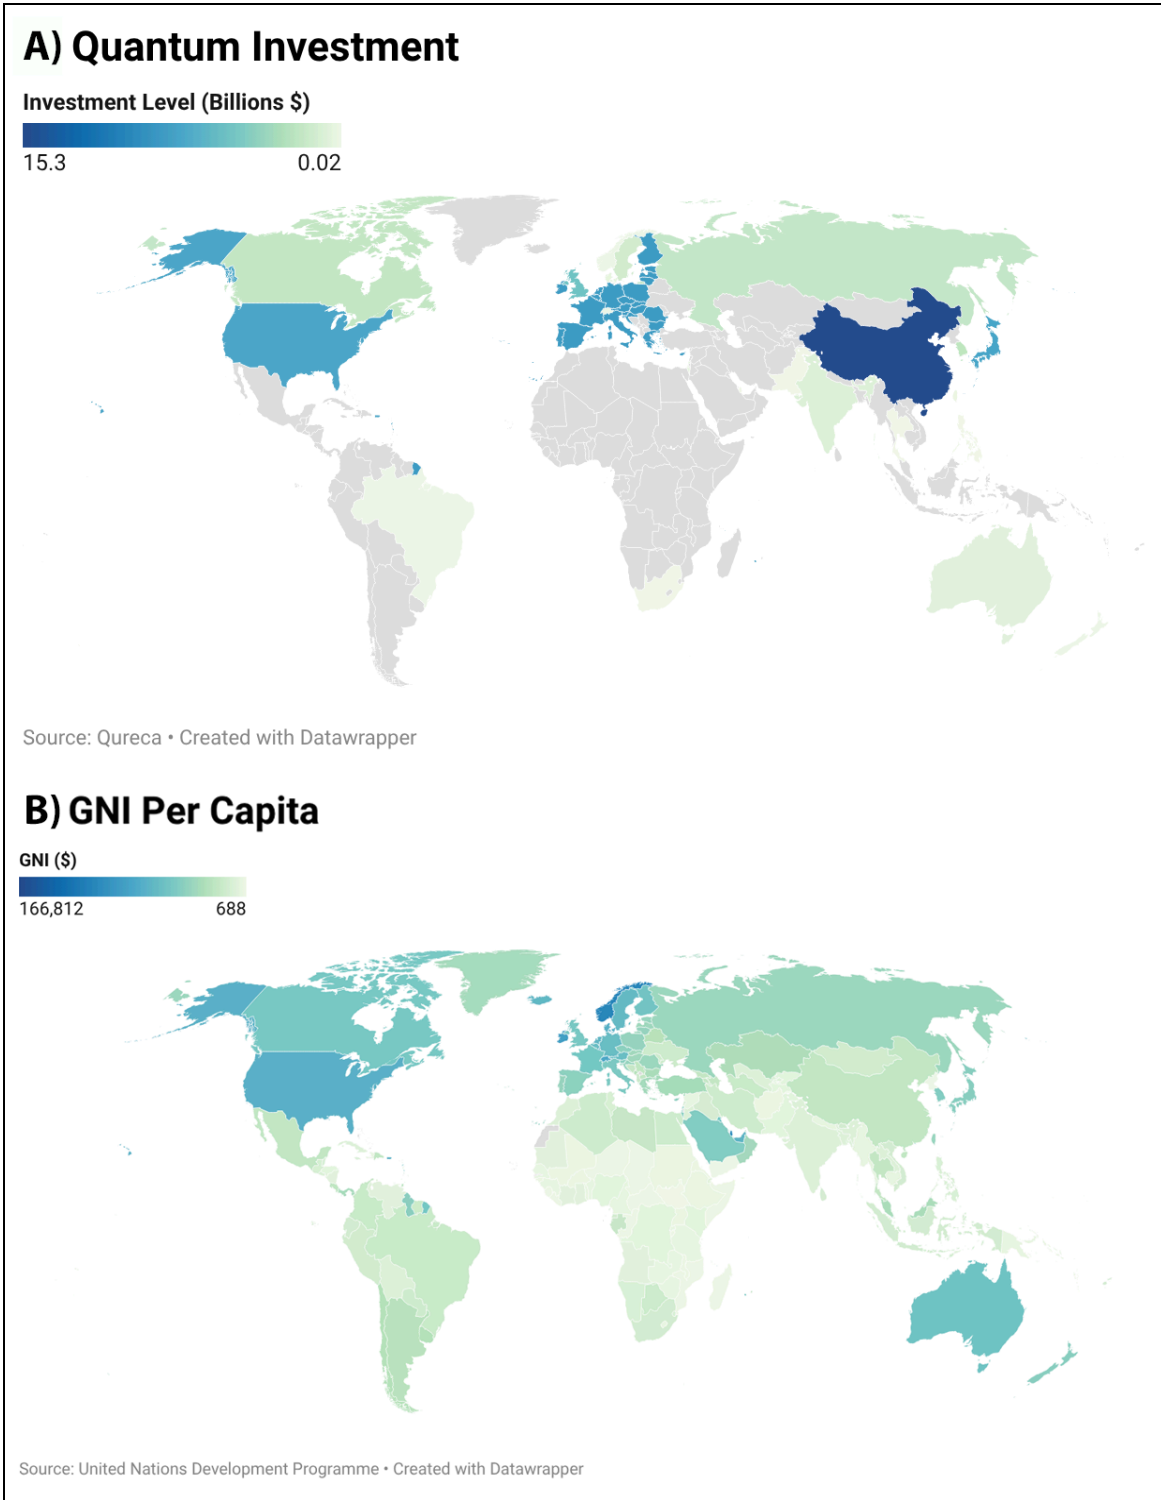 A) Quantum Investment
Investment Level (Billions $)
15.3 0.02
Source: Qureca • Created with Datawrapper
B) GNI Per Capita
GNI ($)
166,812 688
Source: United Nations Development Programme • Created with Datawrapper